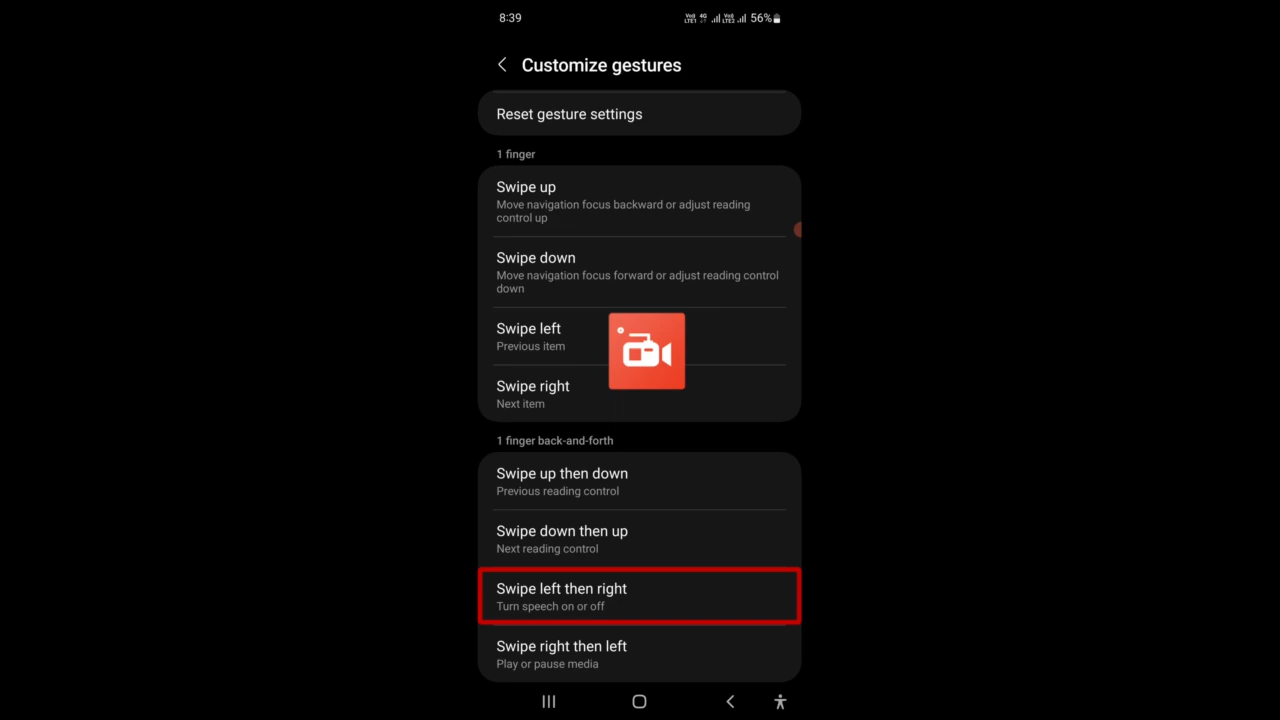 8:39
56%
Customize gestures
Reset gesture settings
1 finger
Swipe up
Move navigation focus backward or adjust reading
control up
Swipe down
Move navigation focus forward or adjust reading control
down
Swipe left
Previous item
Swipe right
Next item
1 finger back-and-forth
Swipe up then down
Previous reading control
Swipe down then up
Next reading control
Swipe left then right
Turn speech on or off
Swipe right then left
Play or pause media